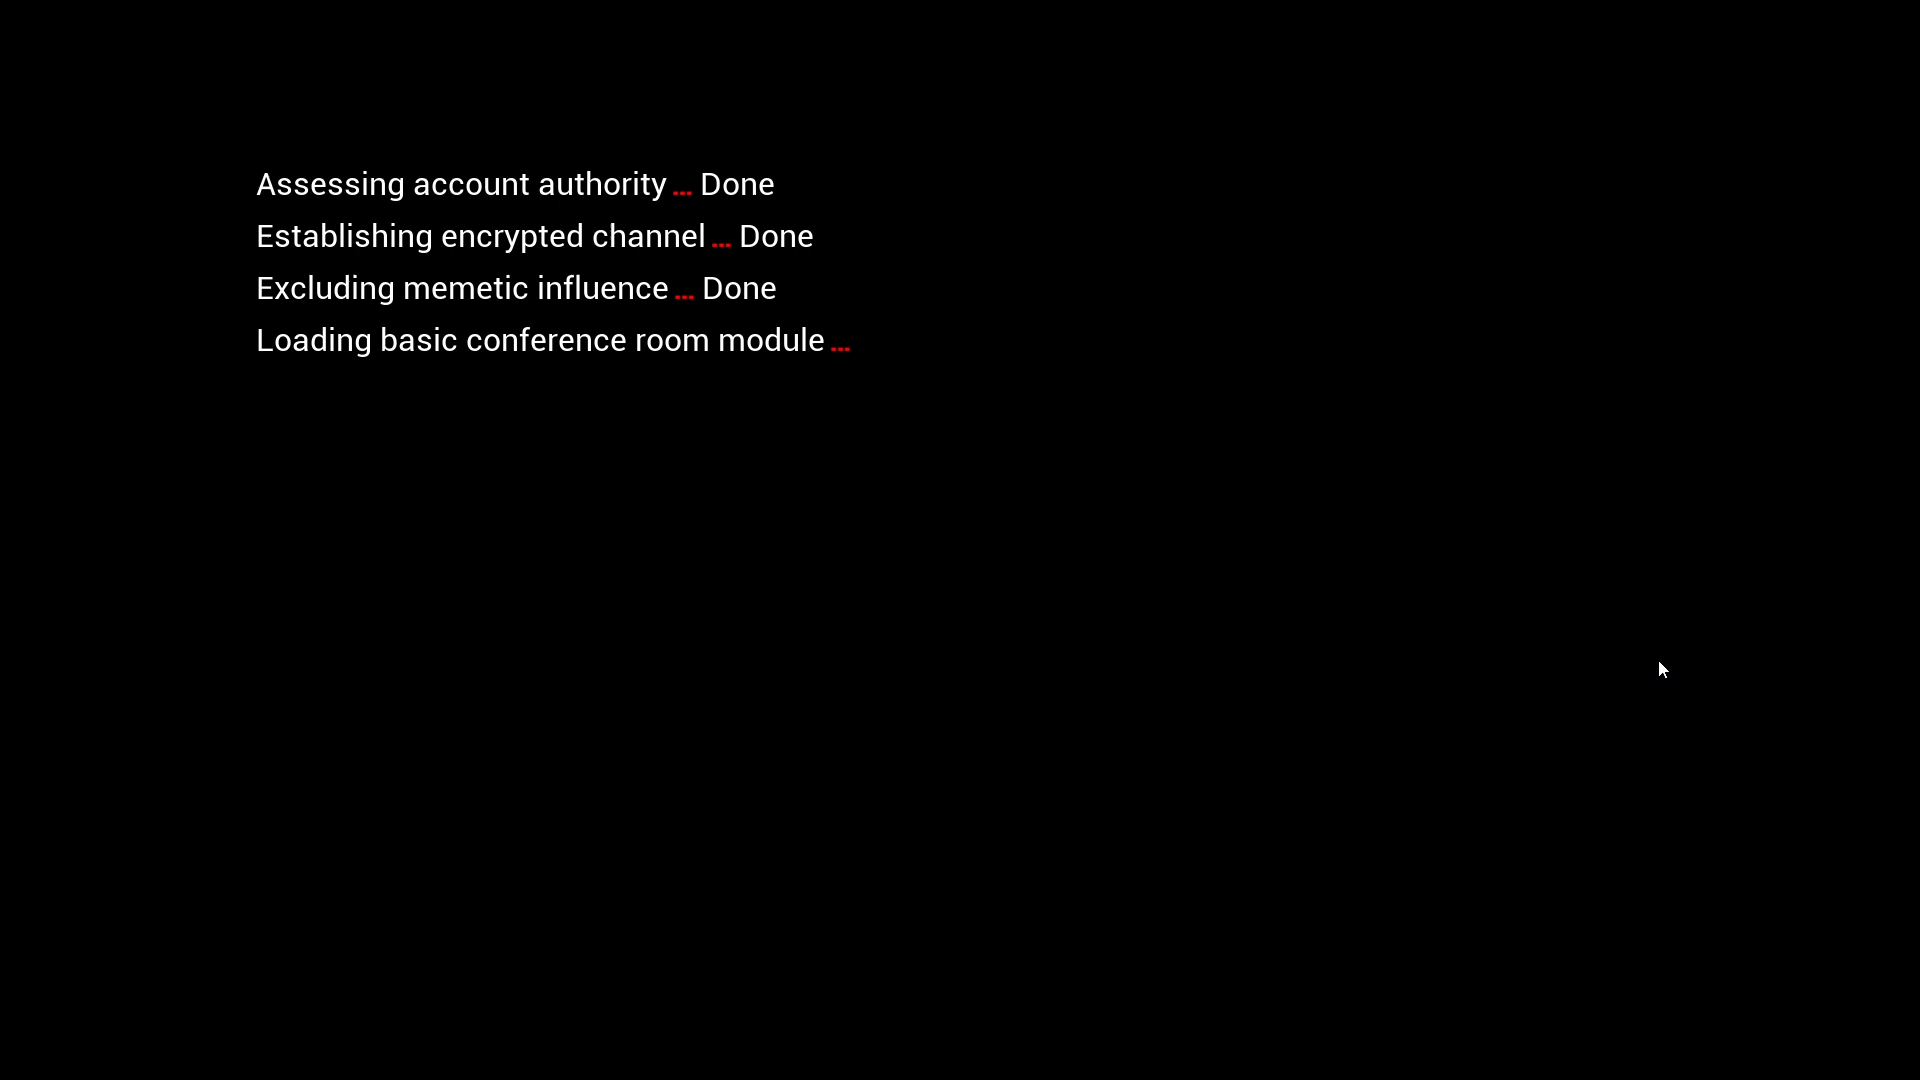 Assessing account authority ... Done
Establishing encrypted channel ... Done
Excluding memetic influence ... Done
Loading basic conference room module ...